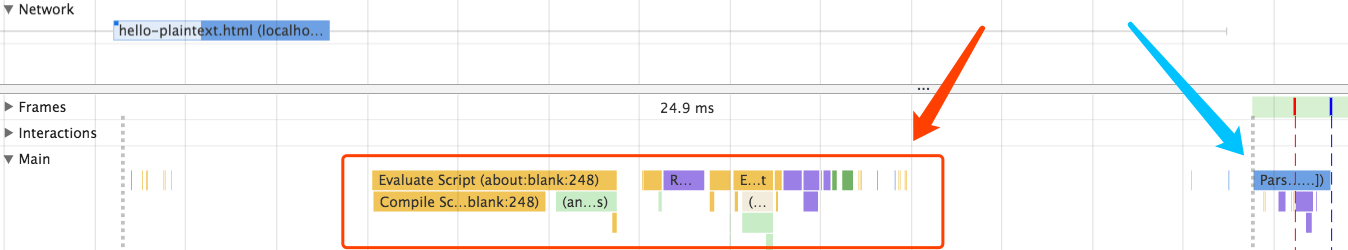 Network
hello-plaintext.html (localho...
...
Frames
24.9 ms
Interactions
Main
Evaluate Script (about:blank:248)
R...
E...t
Pars......])
Compile Sc...blank:248)
(an...s)
(...